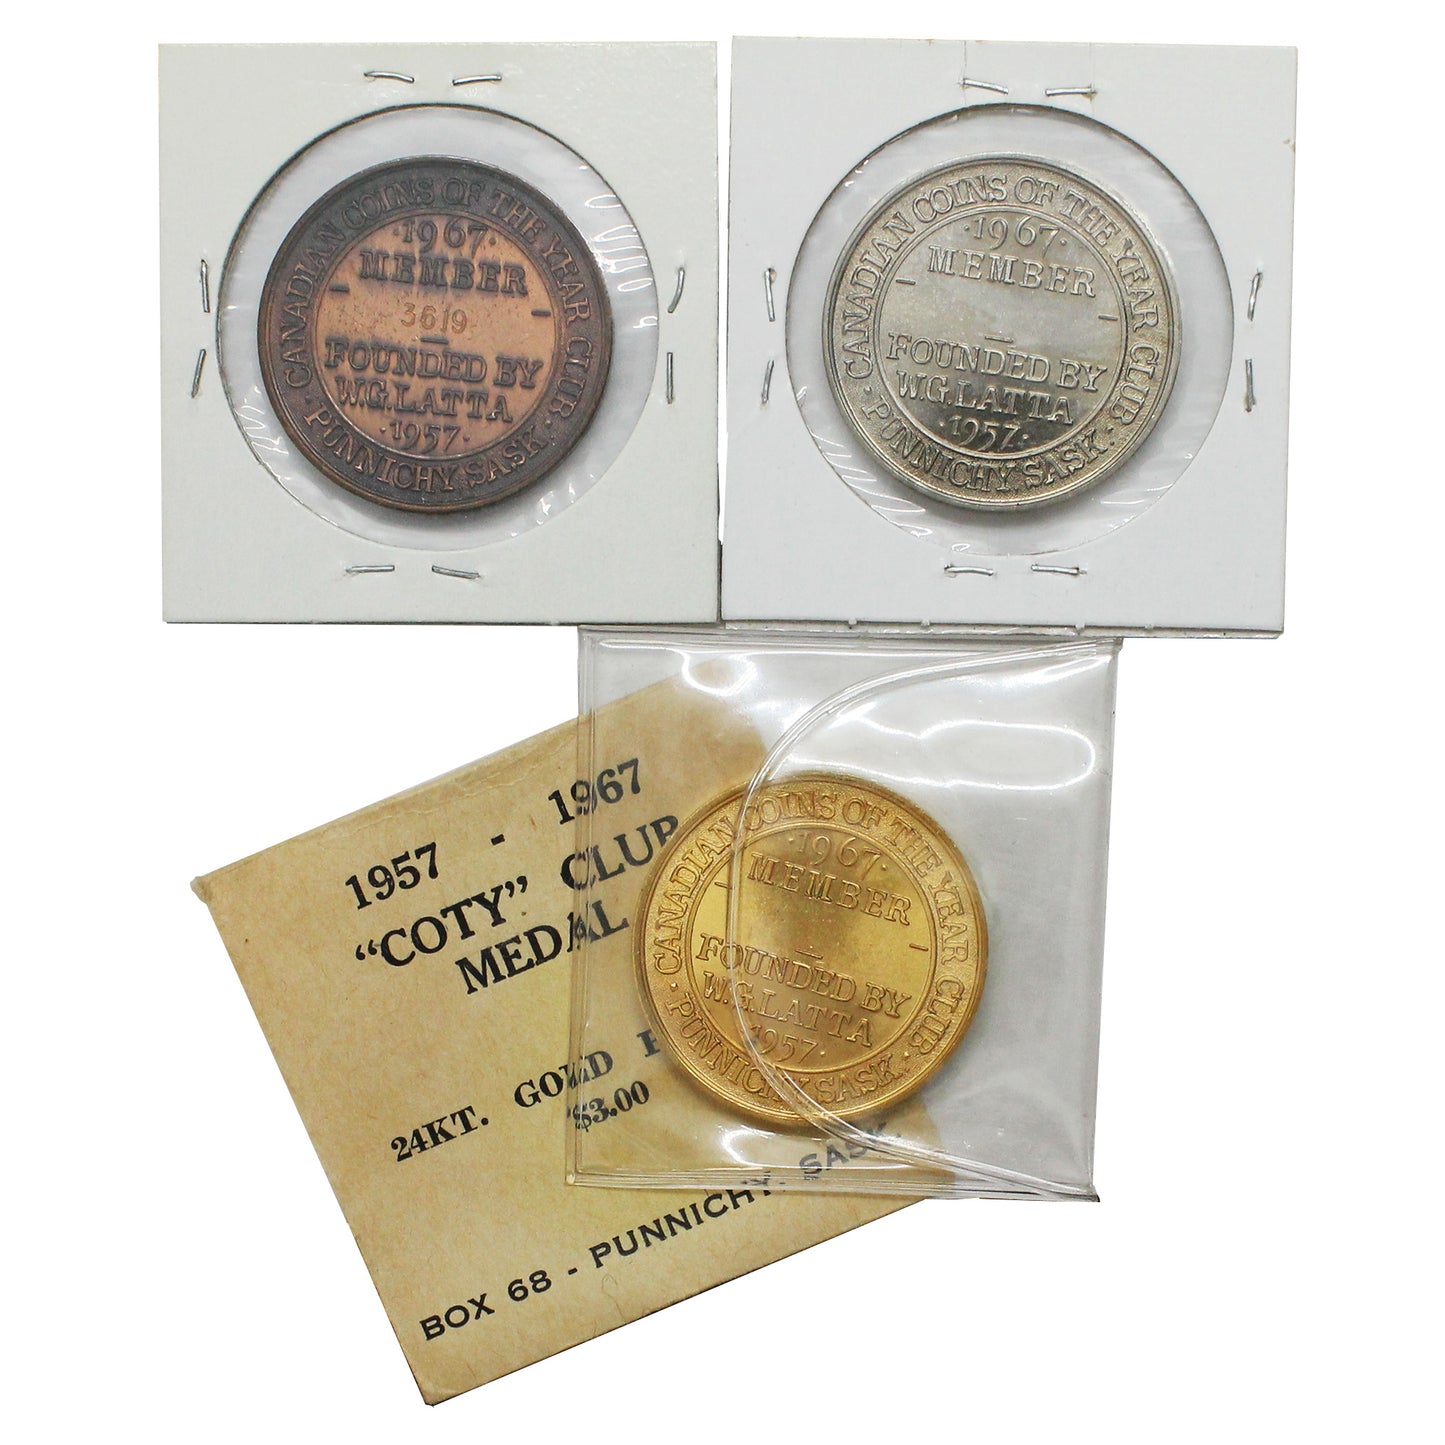 CANADIAN COINS OF THE YEAR CLUB ·
· PUNNICHY, SASK. ·
· 1967 ·
MEMBER
3619
FOUNDED BY
W.G. LATTA
· 1957 ·
CANADIAN COINS OF THE YEAR CLUB ·
· PUNNICHY, SASK. ·
· 1967 ·
MEMBER
FOUNDED BY
W.G. LATTA
· 1957 ·
CANADIAN COINS OF THE YEAR CLUB ·
· PUNNICHY, SASK. ·
· 1967 ·
MEMBER
FOUNDED BY
W.G. LATTA
1957 ·
1957 - 1967
“COTY” CLUB
MEDAL
24KT. GOLD
$3.00
BOX 68 - PUNNICHY, SASK.